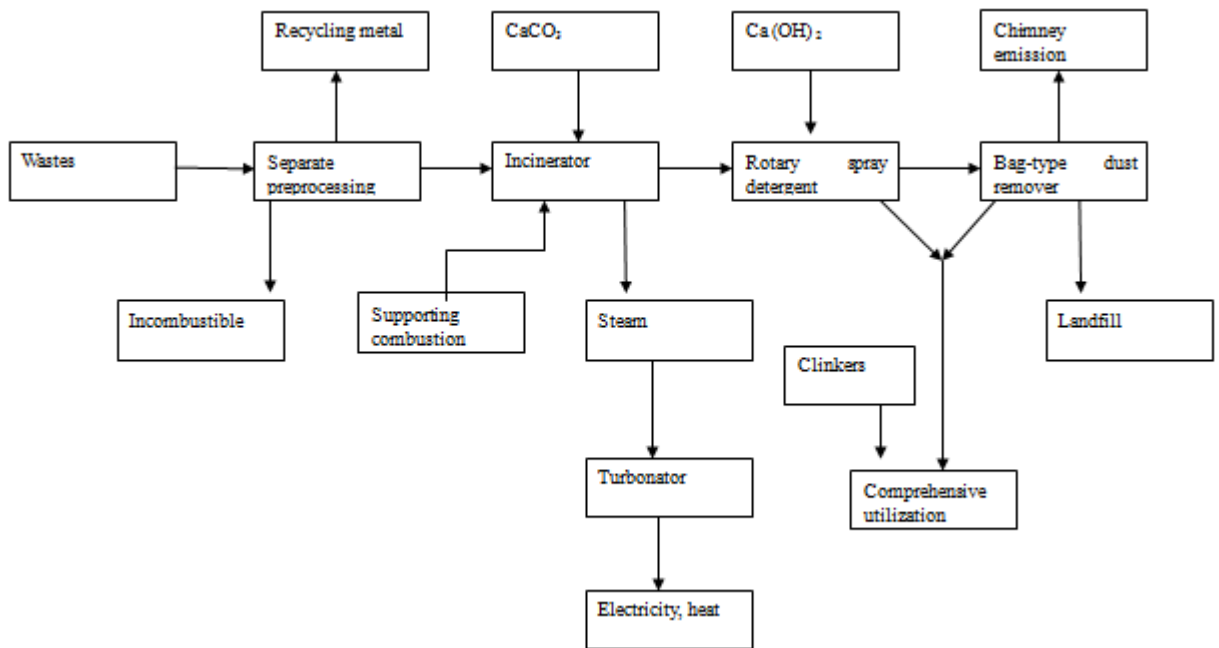 Recycling metal
CaCO₃
Ca(OH)₂
Chimney
emission
Wastes
Separate
preprocessing
Incinerator
Rotary spray
detergent
Bag-type dust
remover
Incombustible
Supporting
combustion
Steam
Landfill
Clinkers
Turbonator
Comprehensive
utilization
Electricity, heat